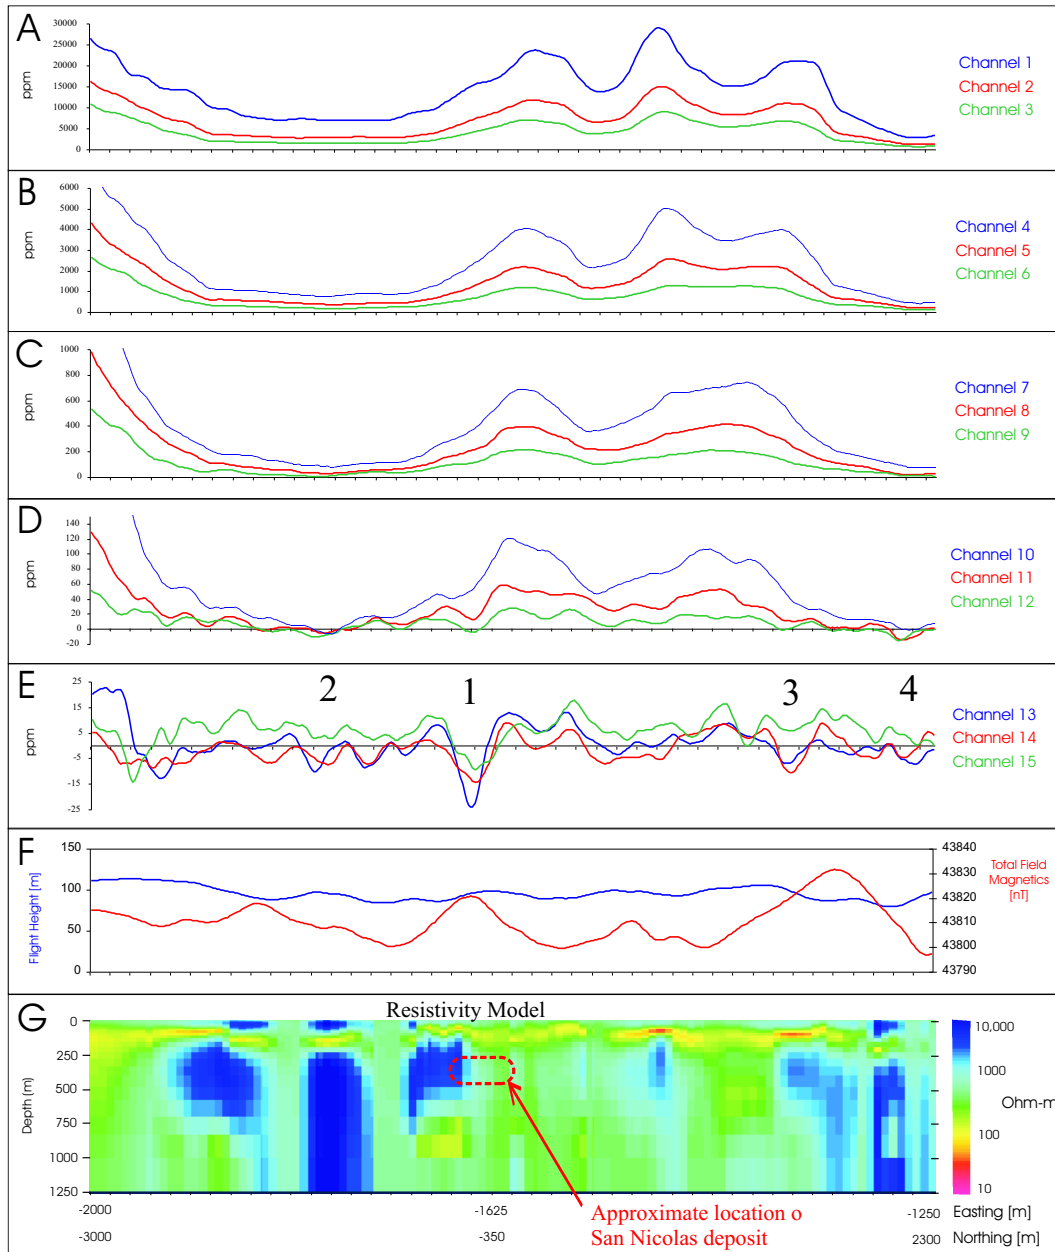 A
30000
25000
20000
15000
10000
5000
0
ppm
Channel 1
Channel 2
Channel 3
B
6000
5000
4000
3000
2000
1000
0
ppm
Channel 4
Channel 5
Channel 6
C
1000
800
600
400
200
0
ppm
Channel 7
Channel 8
Channel 9
D
140
120
100
80
60
40
20
0
-20
ppm
Channel 10
Channel 11
Channel 12
E
25
15
5
-5
-15
-25
ppm
2
1
3
4
Channel 13
Channel 14
Channel 15
F
150
100
50
0
Flight Height [m]
43840
43830
43820
43810
43800
43790
Total Field
Magnetics
[nT]
G
Resistivity Model
0
250
500
750
1000
1250
Depth [m]
10,000
1000
100
10
Ohm-m
Approximate location o
San Nicolas deposit
-2000
-1625
-1250
Easting [m]
-3000
-350
2300
Northing [m]